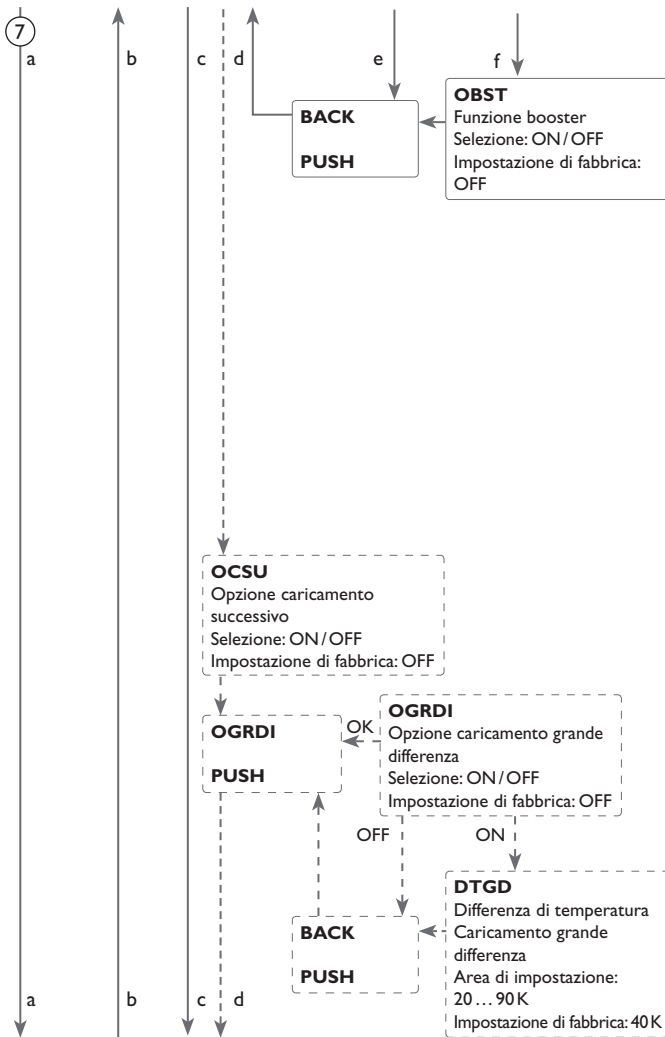 7
a
b
c
d
e
f
OBST
Funzione booster
Selezione: ON / OFF
Impostazione di fabbrica:
OFF
BACK
PUSH
OCSU
Opzione caricamento
successivo
Selezione: ON / OFF
Impostazione di fabbrica: OFF
OGRDI
PUSH
OK
OGRDI
Opzione caricamento grande
differenza
Selezione: ON / OFF
Impostazione di fabbrica: OFF
OFF
ON
BACK
PUSH
DTGD
Differenza di temperatura
Caricamento grande
differenza
Area di impostazione:
20 … 90 K
Impostazione di fabbrica: 40 K
a
b
c
d